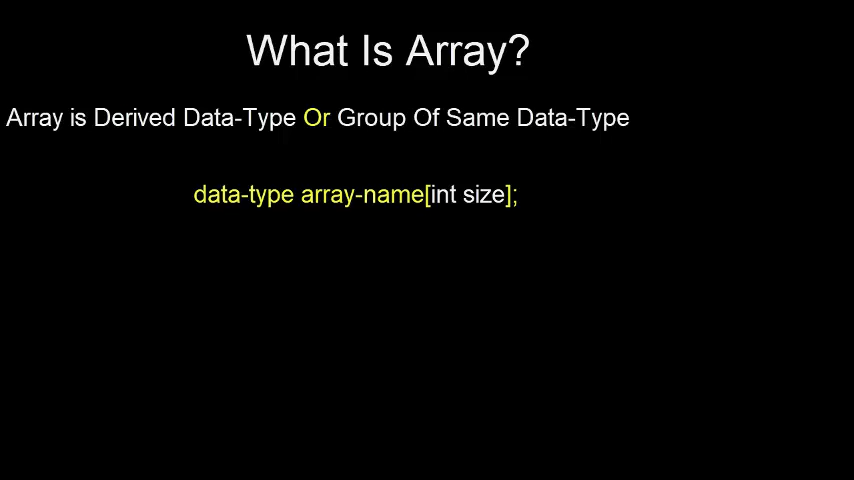 What Is Array?
Array is Derived Data-Type Or Group Of Same Data-Type
data-type array-name[int size];